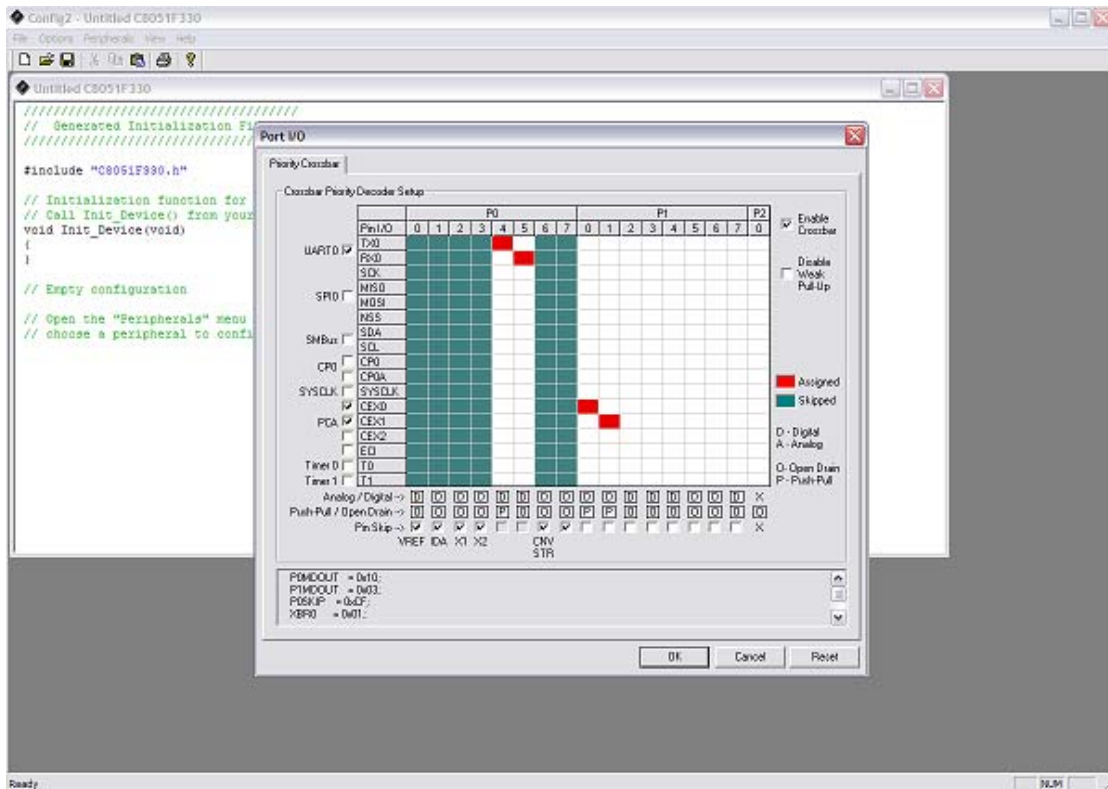 Config2 - Untitled C8051F330
File Options Peripherals View Help
Untitled C8051F330
///////////////////////////////////////
// Generated Initialization Fi
///////////////////////////////////////
#include "C8051F330.h"
// Initialization function for
// Call Init_Device() from your
void Init_Device(void)
{
}
// Empty configuration
// Open the "Peripherals" menu
// choose a peripheral to confi
Port I/O
Priority Crossbar
Crossbar Priority Decoder Setup
P0 P1 P2
Pin I/O 0 1 2 3 4 5 6 7 0 1 2 3 4 5 6 7 0
UART0 TX0
RX0
SPI0 SCK
MISO
MOSI
NSS
SMBus SDA
SCL
CP0 CP0
CP0A
SYSCLK SYSCLK
PCA CEX0
CEX1
CEX2
ECI
Timer 0 T0
Timer 1 T1
Analog / Digital ->
Push-Pull / Open Drain ->
Pin Skip ->
VREF IDA X1 X2 CNV
STR
Enable
Crossbar
Disable
Weak
Pull-Up
Assigned
Skipped
D - Digital
A - Analog
O- Open Drain
P - Push-Pull
P0MDOUT = 0x10;
P1MDOUT = 0x03;
P0SKIP = 0xCF;
XBR0 = 0x01;
OK Cancel Reset
Ready NUM